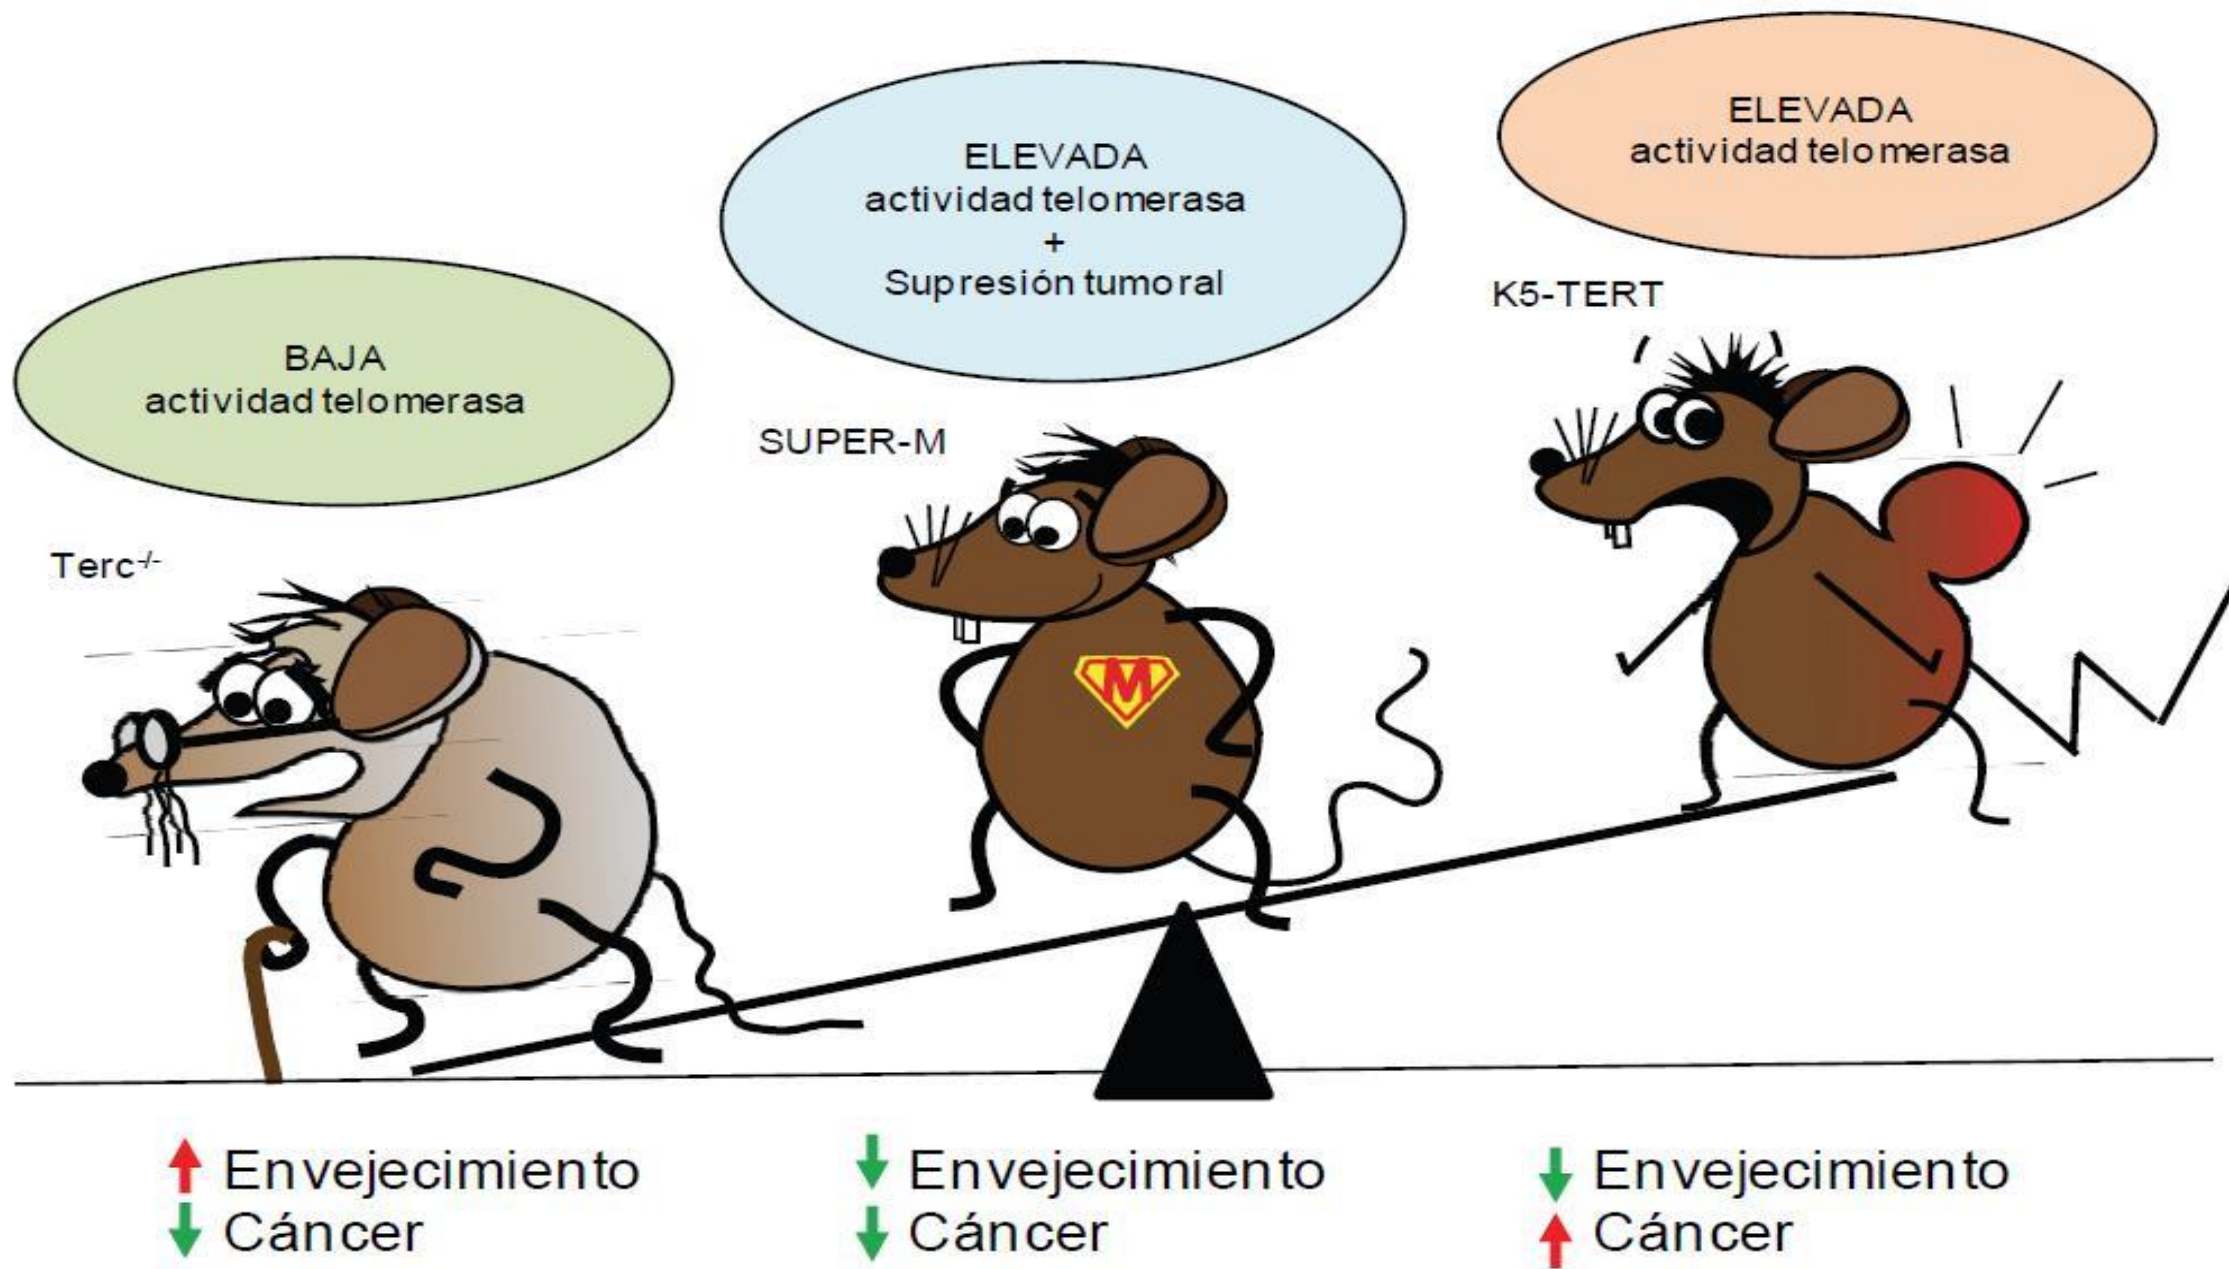 ELEVADA
actividad telomerasa
ELEVADA
actividad telomerasa
+
Supresión tumoral
K5-TERT
BAJA
actividad telomerasa
SUPER-M
Terc-/-
M
Envejecimiento
Cáncer
Envejecimiento
Cáncer
Envejecimiento
Cáncer